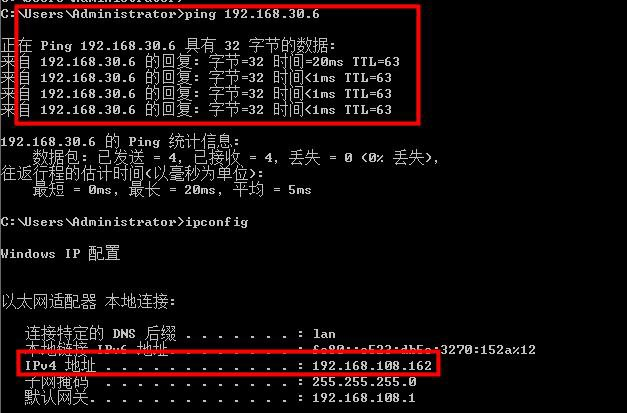 C:\Users\Administrator>ping 192.168.30.6
正在 Ping 192.168.30.6 具有 32 字节的数据:
来自 192.168.30.6 的回复: 字节=32 时间=20ms TTL=63
来自 192.168.30.6 的回复: 字节=32 时间<1ms TTL=63
来自 192.168.30.6 的回复: 字节=32 时间<1ms TTL=63
来自 192.168.30.6 的回复: 字节=32 时间<1ms TTL=63
192.168.30.6 的 Ping 统计信息:
数据包: 已发送 = 4, 已接收 = 4, 丢失 = 0 (0% 丢失),
往返行程的估计时间(以毫秒为单位):
最短 = 0ms, 最长 = 20ms, 平均 = 5ms
C:\Users\Administrator>ipconfig
Windows IP 配置
以太网适配器 本地连接:
连接特定的 DNS 后缀 . . . . . . . : lan
本地链接 IPv6 地址. . . . . . . . :
IPv4 地址 . . . . . . . . . . . . : 192.168.108.162
子网掩码 . . . . . . . . . . . . : 255.255.255.0
默认网关. . . . . . . . . . . . . : 192.168.108.1